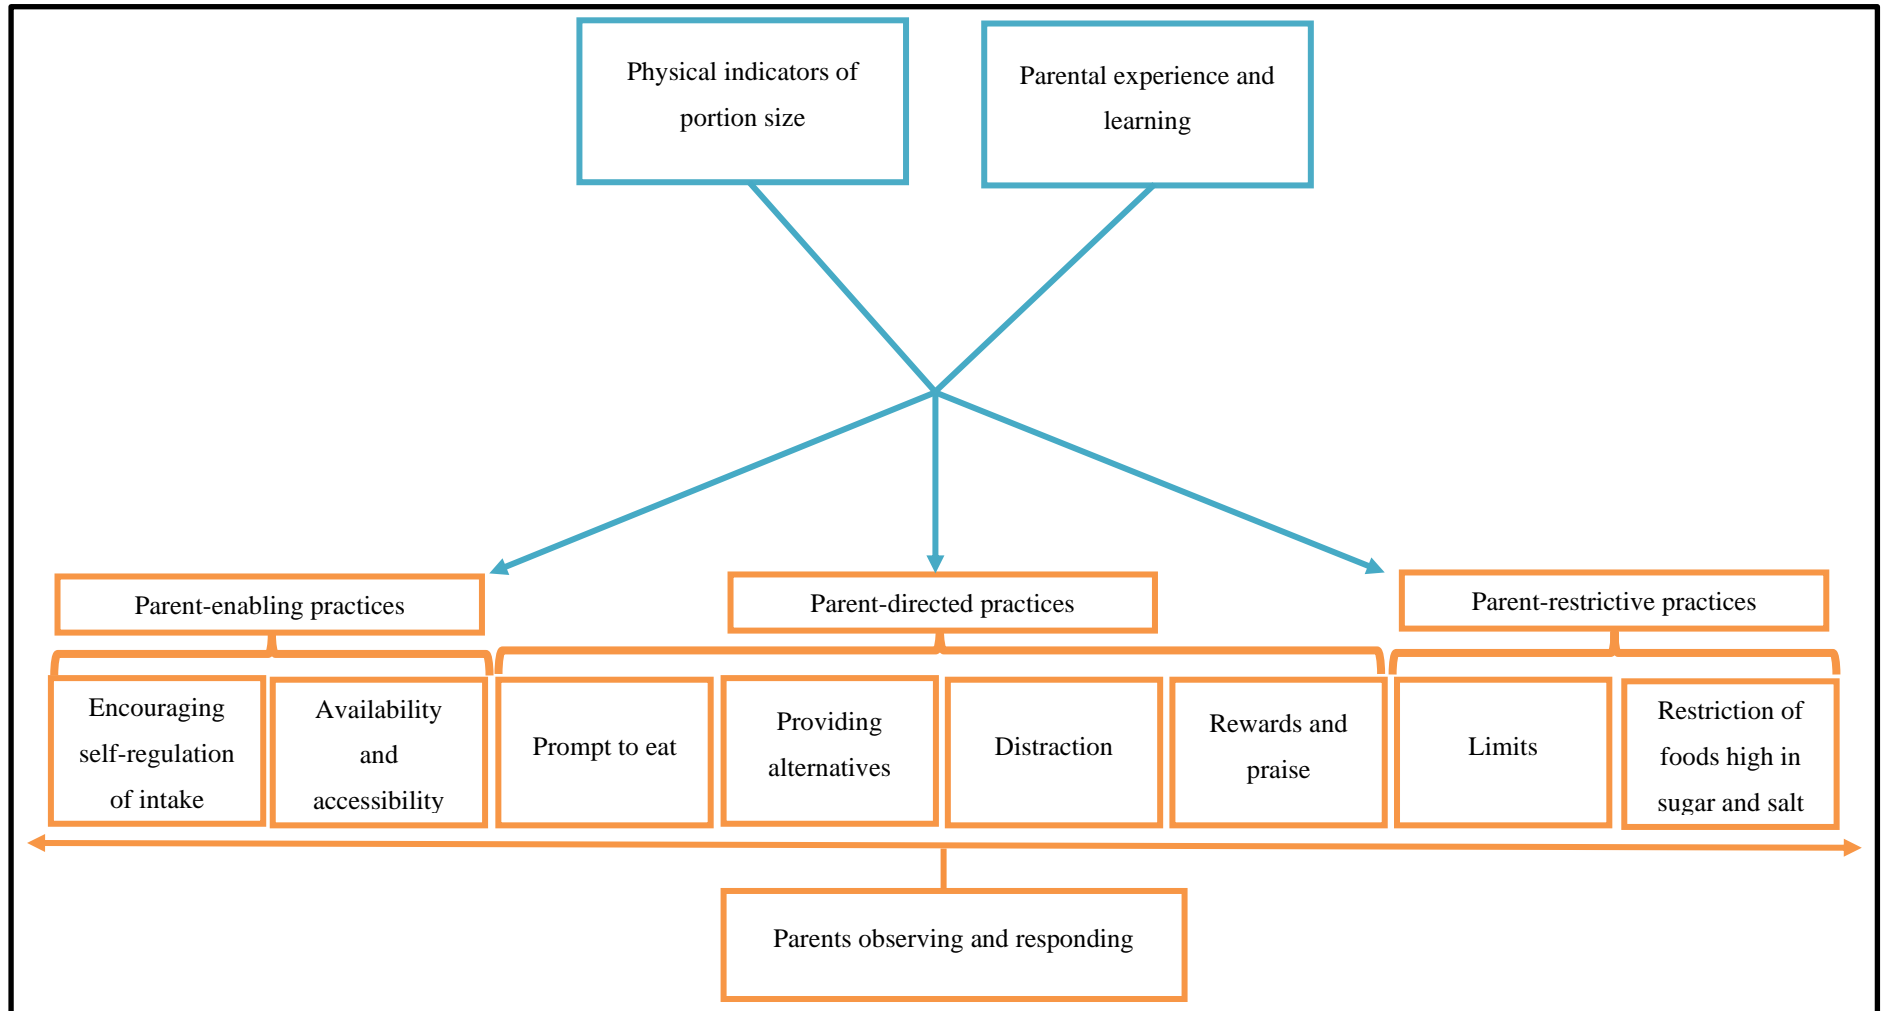 Physical indicators of
portion size
Parental experience and
learning
Parent-enabling practices
Parent-directed practices
Parent-restrictive practices
Encouraging
self-regulation
of intake
Availability
and
accessibility
Prompt to eat
Providing
alternatives
Distraction
Rewards and
praise
Limits
Restriction of
foods high in
sugar and salt
Parents observing and responding